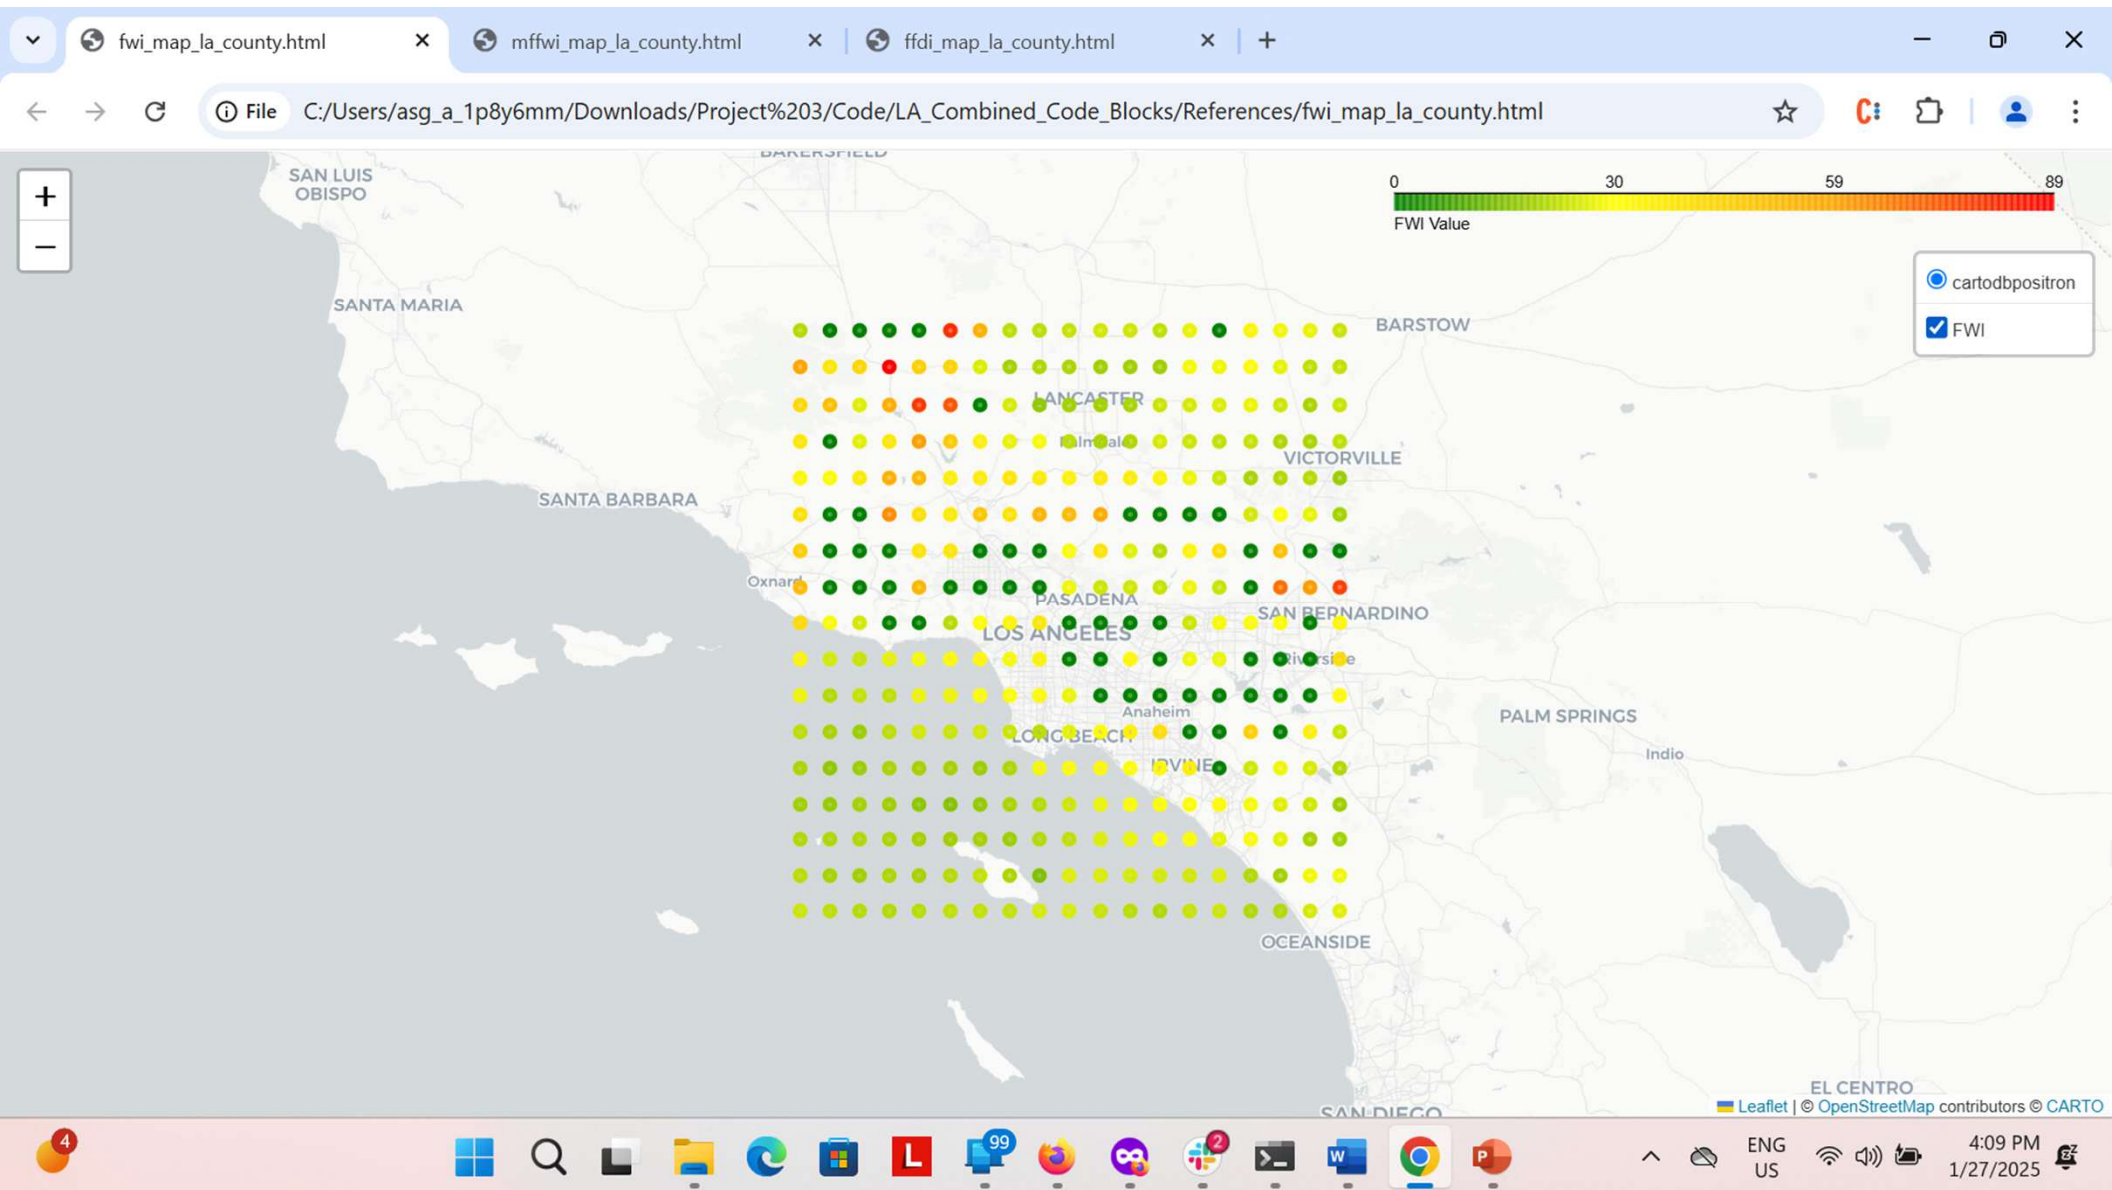 fwi_map_la_county.html
mffwi_map_la_county.html
ffdi_map_la_county.html
File C:/Users/asg_a_1p8y6mm/Downloads/Project%203/Code/LA_Combined_Code_Blocks/References/fwi_map_la_county.html
BAKERSFIELD
SAN LUIS
OBISPO
+
−
0 30 59 89
FWI Value
cartodbpositron
FWI
SANTA MARIA
BARSTOW
LANCASTER
Palmdale
VICTORVILLE
SANTA BARBARA
Oxnard
PASADENA
SAN BERNARDINO
LOS ANGELES
Riverside
Anaheim
PALM SPRINGS
LONG BEACH
Indio
IRVINE
OCEANSIDE
EL CENTRO
SAN DIEGO
Leaflet | © OpenStreetMap contributors © CARTO
4
L
99
2
W
P
ENG
US
4:09 PM
1/27/2025